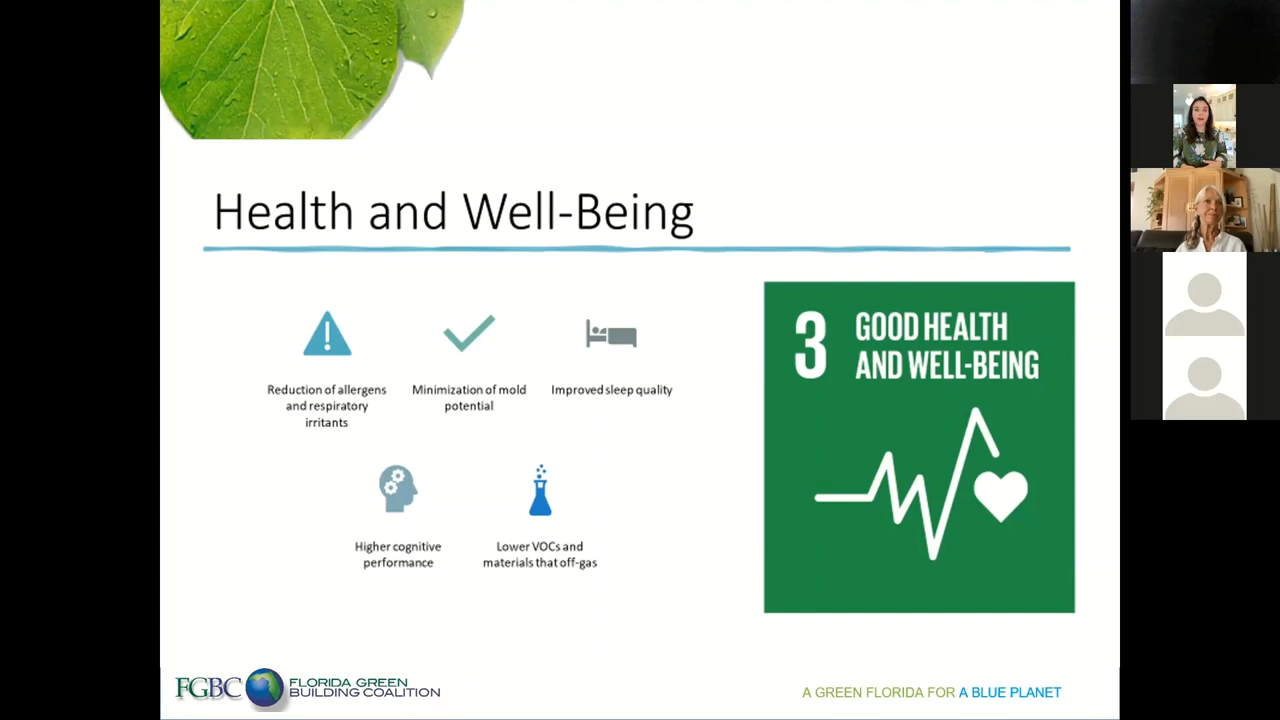 Health and Well-Being
Reduction of allergens
and respiratory
irritants
Minimization of mold
potential
Improved sleep quality
Higher cognitive
performance
Lower VOCs and
materials that off-gas
3 GOOD HEALTH
AND WELL-BEING
FGBC FLORIDA GREEN
BUILDING COALITION
A GREEN FLORIDA FOR A BLUE PLANET